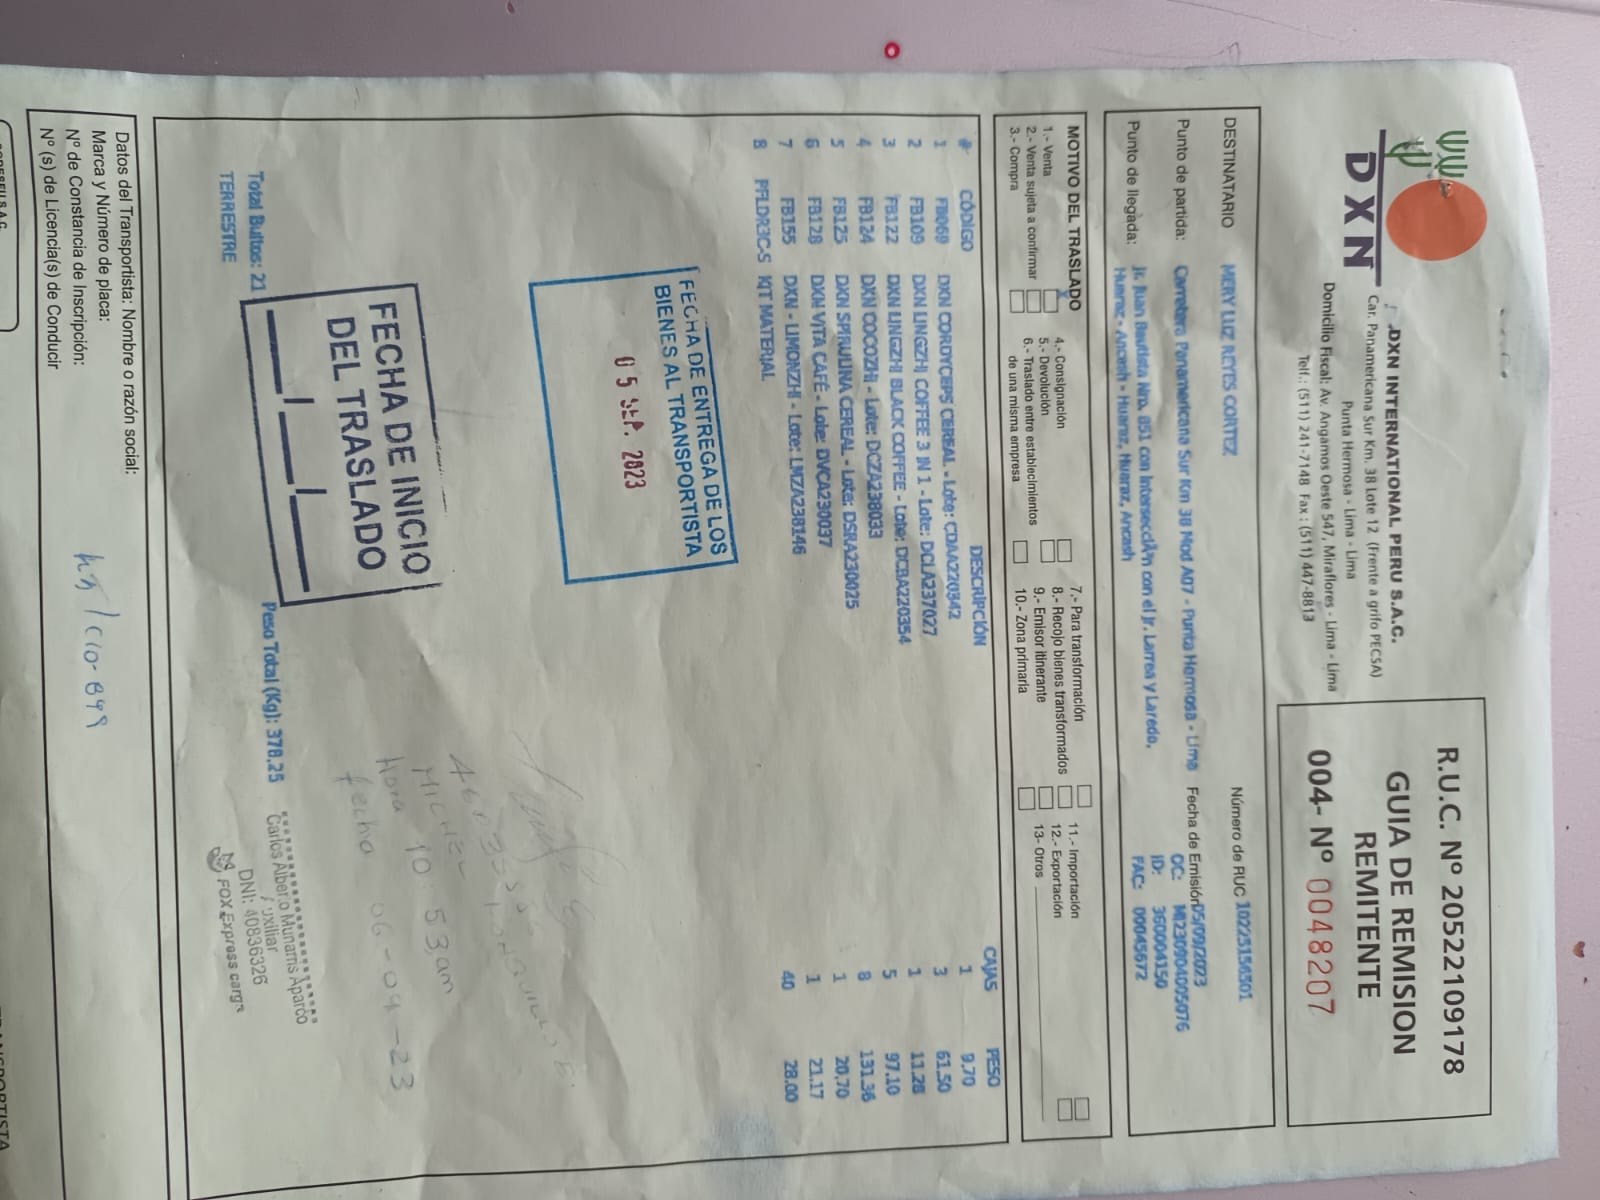 DXN
DXN INTERNATIONAL PERU S.A.C.
Car. Panamericana Sur Km. 38 Lote 12 (Frente a grifo PECSA)
Punta Hermosa - Lima - Lima
Domicilio Fiscal: Av. Angamos Oeste 547, Miraflores - Lima - Lima
Telf.: (511) 241-7148 Fax : (511) 447-8813
R.U.C. Nº 20522109178
GUIA DE REMISION
REMITENTE
004- Nº 0048207
DESTINATARIO MERY LUZ REYES CORTEZ Número de RUC 10225156301
Punto de partida: Carretera Panamericana Sur Km 38 Mod A07 - Punta Hermosa - Lima Fecha de Emisión 05/09/2023
OC: MI230904005076
Punto de llegada: Jr. Juan Bautista Nro. 851 con IntersecciÃ³n con el Jr. Larrea y Laredo, ID: 360004150
Huaraz - Ancash - Huaraz, Huaraz, Ancash FAC: 00045672
MOTIVO DEL TRASLADO
1.- Venta
2.- Venta sujeta a confirmar
3.- Compra
4.- Consignación
5.- Devolución
6.- Traslado entre establecimientos
de una misma empresa
7.- Para transformación
8.- Recojo bienes transformados
9.- Emisor itinerante
10.- Zona primaria
11.- Importación
12.- Exportación
13- Otros
# CÓDIGO DESCRIPCIÓN CAJAS PESO
1 FB069 DXN CORDYCEPS CEREAL - Lote: CDAA220342 1 9.70
2 FB109 DXN LINGZHI COFFEE 3 IN 1 - Lote: DCLA237027 3 61.50
3 FB122 DXN LINGZHI BLACK COFFEE - Lote: DCBA220354 1 11.28
4 FB124 DXN COCOZHI - Lote: DCZA238033 5 97.10
5 FB125 DXN SPIRULINA CEREAL - Lote: DSRA230025 8 131.36
6 FB128 DXN VITA CAFÉ - Lote: DVCA230037 1 20.70
7 FB155 DXN - LIMONZHI - Lote: LMZA238146 1 21.17
8 PFLDR3C-S KIT MATERIAL 40 28.00
FECHA DE ENTREGA DE LOS
BIENES AL TRANSPORTISTA
05 SEP. 2023
FECHA DE INICIO
DEL TRASLADO
Hora 10:53am
fecha 06-09-23
Total Bultos: 21 Peso Total (Kg): 378.25
TERRESTRE
Carlos Alberto Munarris Aparco
Auxiliar
DNI: 40836326
FOX Express carga
Datos del Transportista: Nombre o razón social:
Marca y Número de placa:
Nº de Constancia de Inscripción:
Nº (s) de Licencia(s) de Conducir